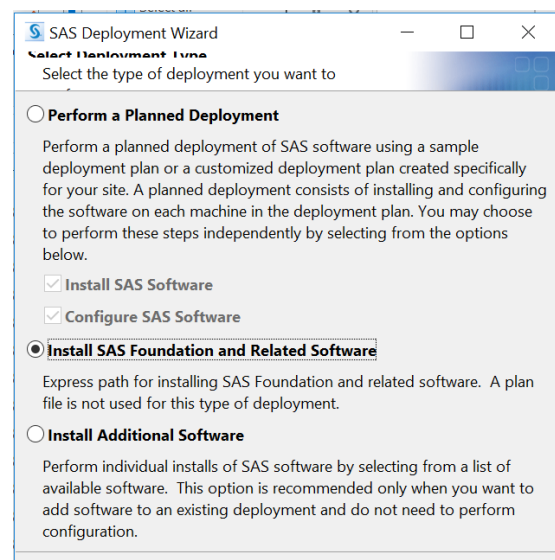 SAS Deployment Wizard
Select Deployment Type
Select the type of deployment you want to
Perform a Planned Deployment
Perform a planned deployment of SAS software using a sample
deployment plan or a customized deployment plan created specifically
for your site. A planned deployment consists of installing and configuring
the software on each machine in the deployment plan. You may choose
to perform these steps independently by selecting from the options
below.
Install SAS Software
Configure SAS Software
Install SAS Foundation and Related Software
Express path for installing SAS Foundation and related software. A plan
file is not used for this type of deployment.
Install Additional Software
Perform individual installs of SAS software by selecting from a list of
available software. This option is recommended only when you want to
add software to an existing deployment and do not need to perform
configuration.